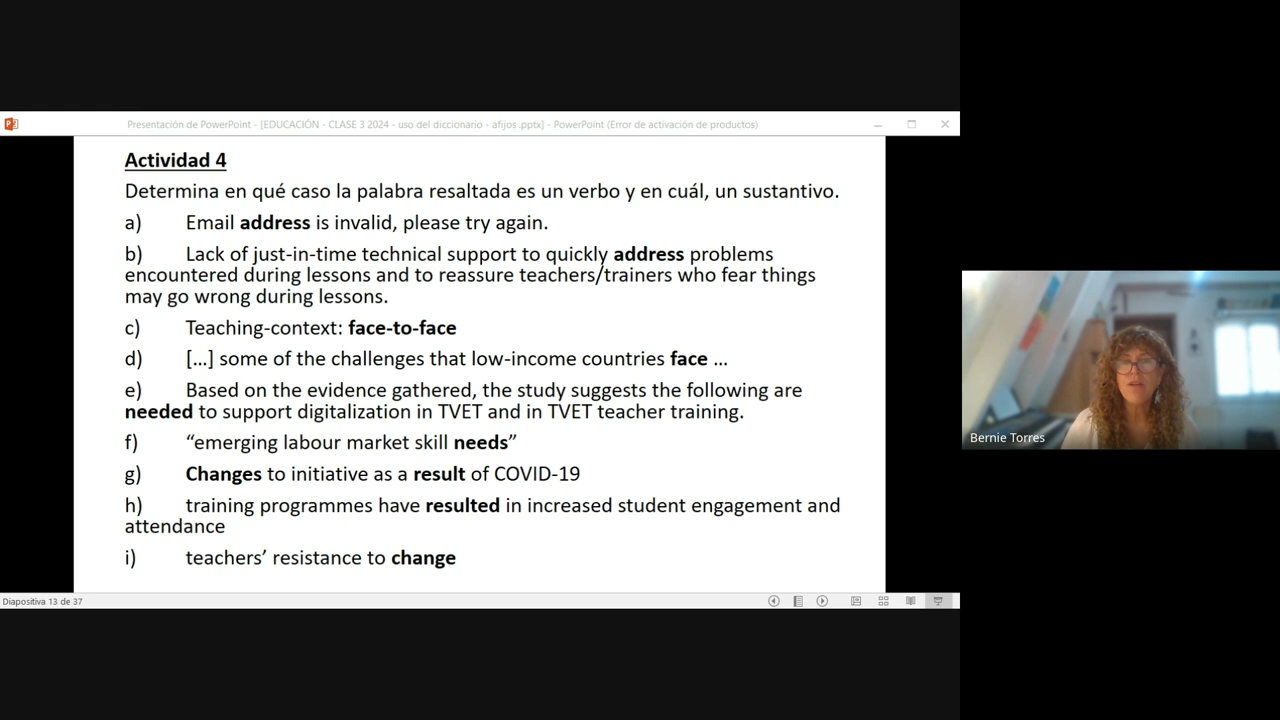 Presentación de PowerPoint - [EDUCACIÓN - CLASE 3 2024 - uso del diccionario - afijos .pptx] - PowerPoint (Error de activación de productos)
Actividad 4
Determina en qué caso la palabra resaltada es un verbo y en cuál, un sustantivo.
a) Email address is invalid, please try again.
b) Lack of just-in-time technical support to quickly address problems
encountered during lessons and to reassure teachers/trainers who fear things
may go wrong during lessons.
c) Teaching-context: face-to-face
d) […] some of the challenges that low-income countries face …
e) Based on the evidence gathered, the study suggests the following are
needed to support digitalization in TVET and in TVET teacher training.
f) “emerging labour market skill needs”
g) Changes to initiative as a result of COVID-19
h) training programmes have resulted in increased student engagement and
attendance
i) teachers’ resistance to change
Diapositiva 13 de 37
Bernie Torres